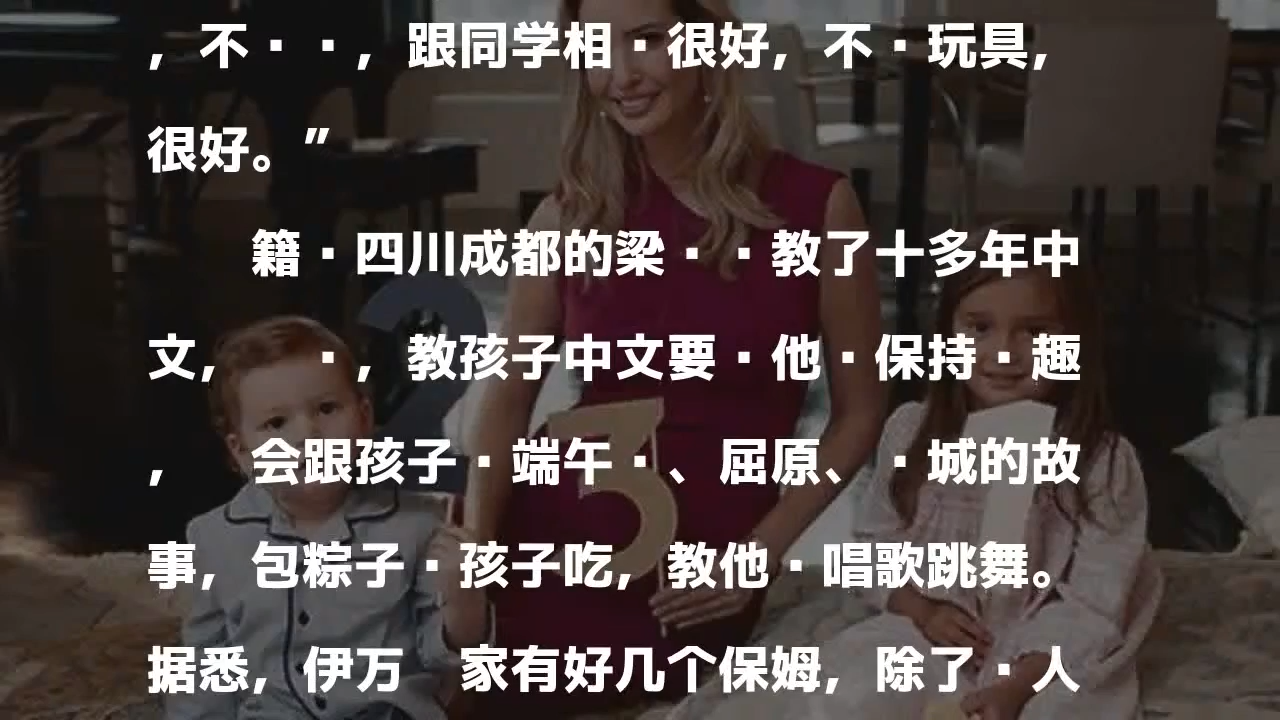 ，不··，跟同学相·很好，不·玩具，
很好。”
籍·四川成都的梁··教了十多年中
文，　·，教孩子中文要·他·保持·趣
，　会跟孩子·端午·、屈原、·城的故
事，包粽子·孩子吃，教他·唱歌跳舞。
据悉，伊万　家有好几个保姆，除了·人
2
3
1